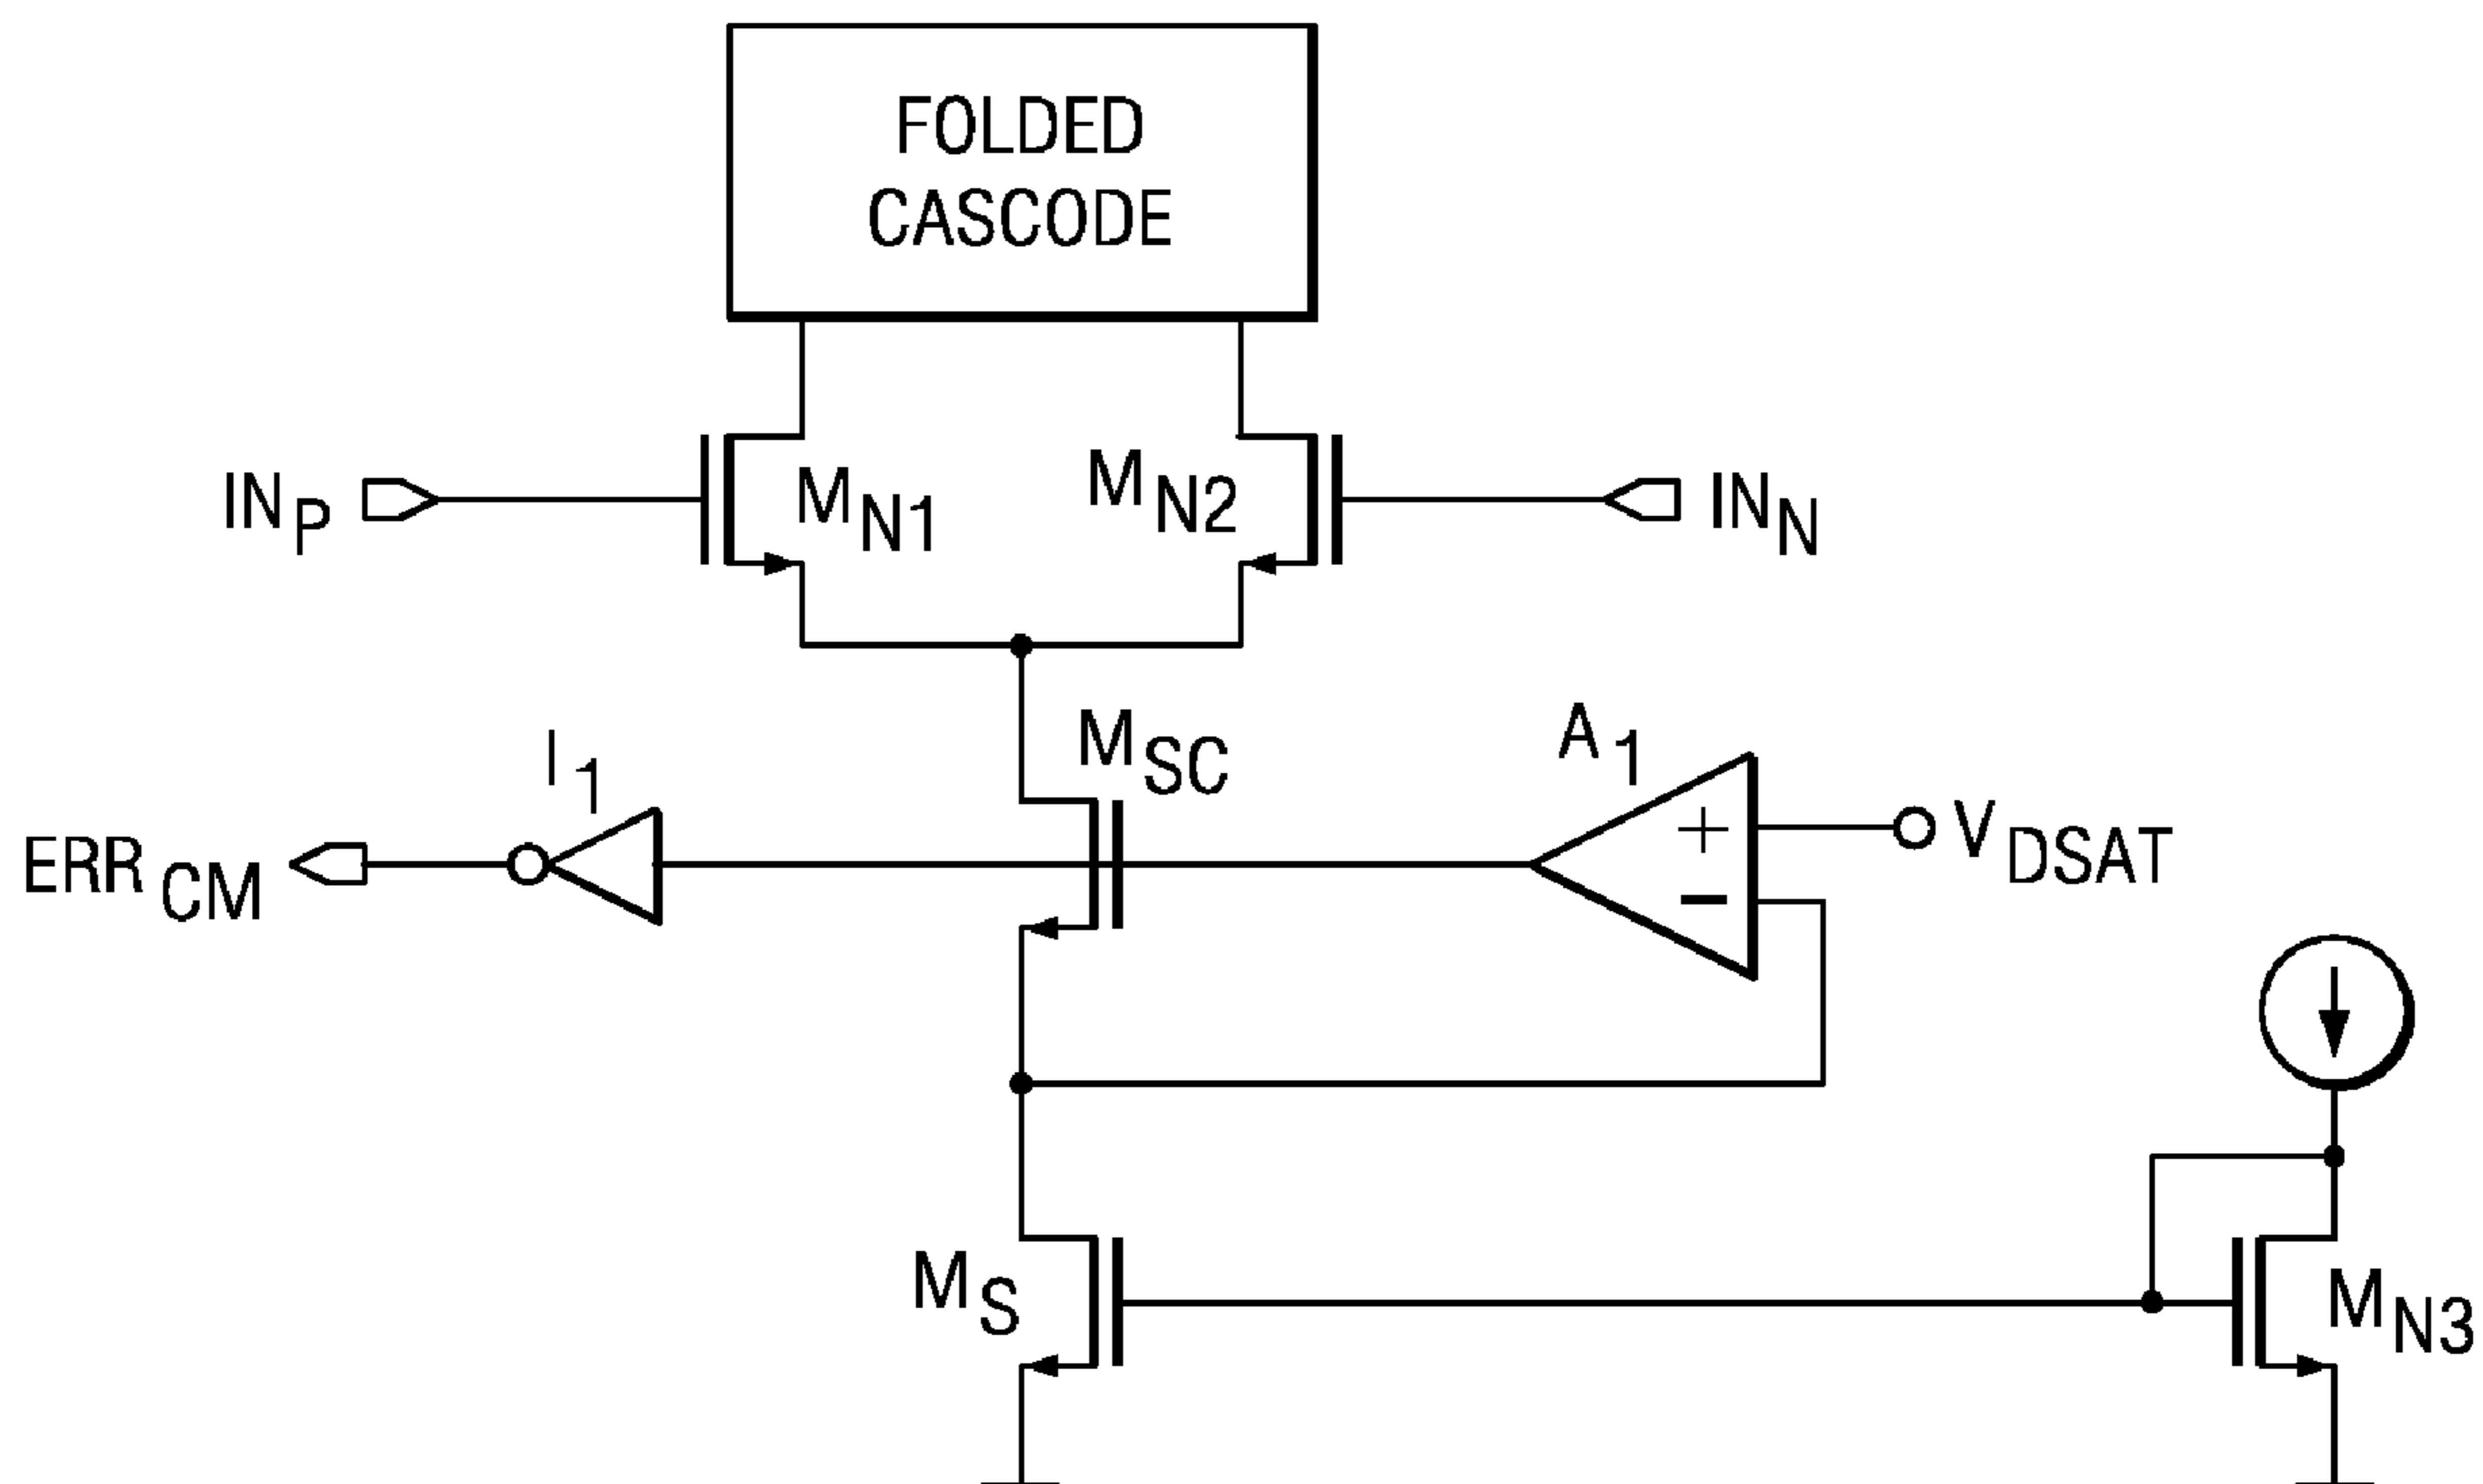 FOLDED
CASCODE
IN_P
M_N1
M_N2
IN_N
M_SC
A_1
I_1
+
V_DSAT
ERR_CM
−
M_S
M_N3